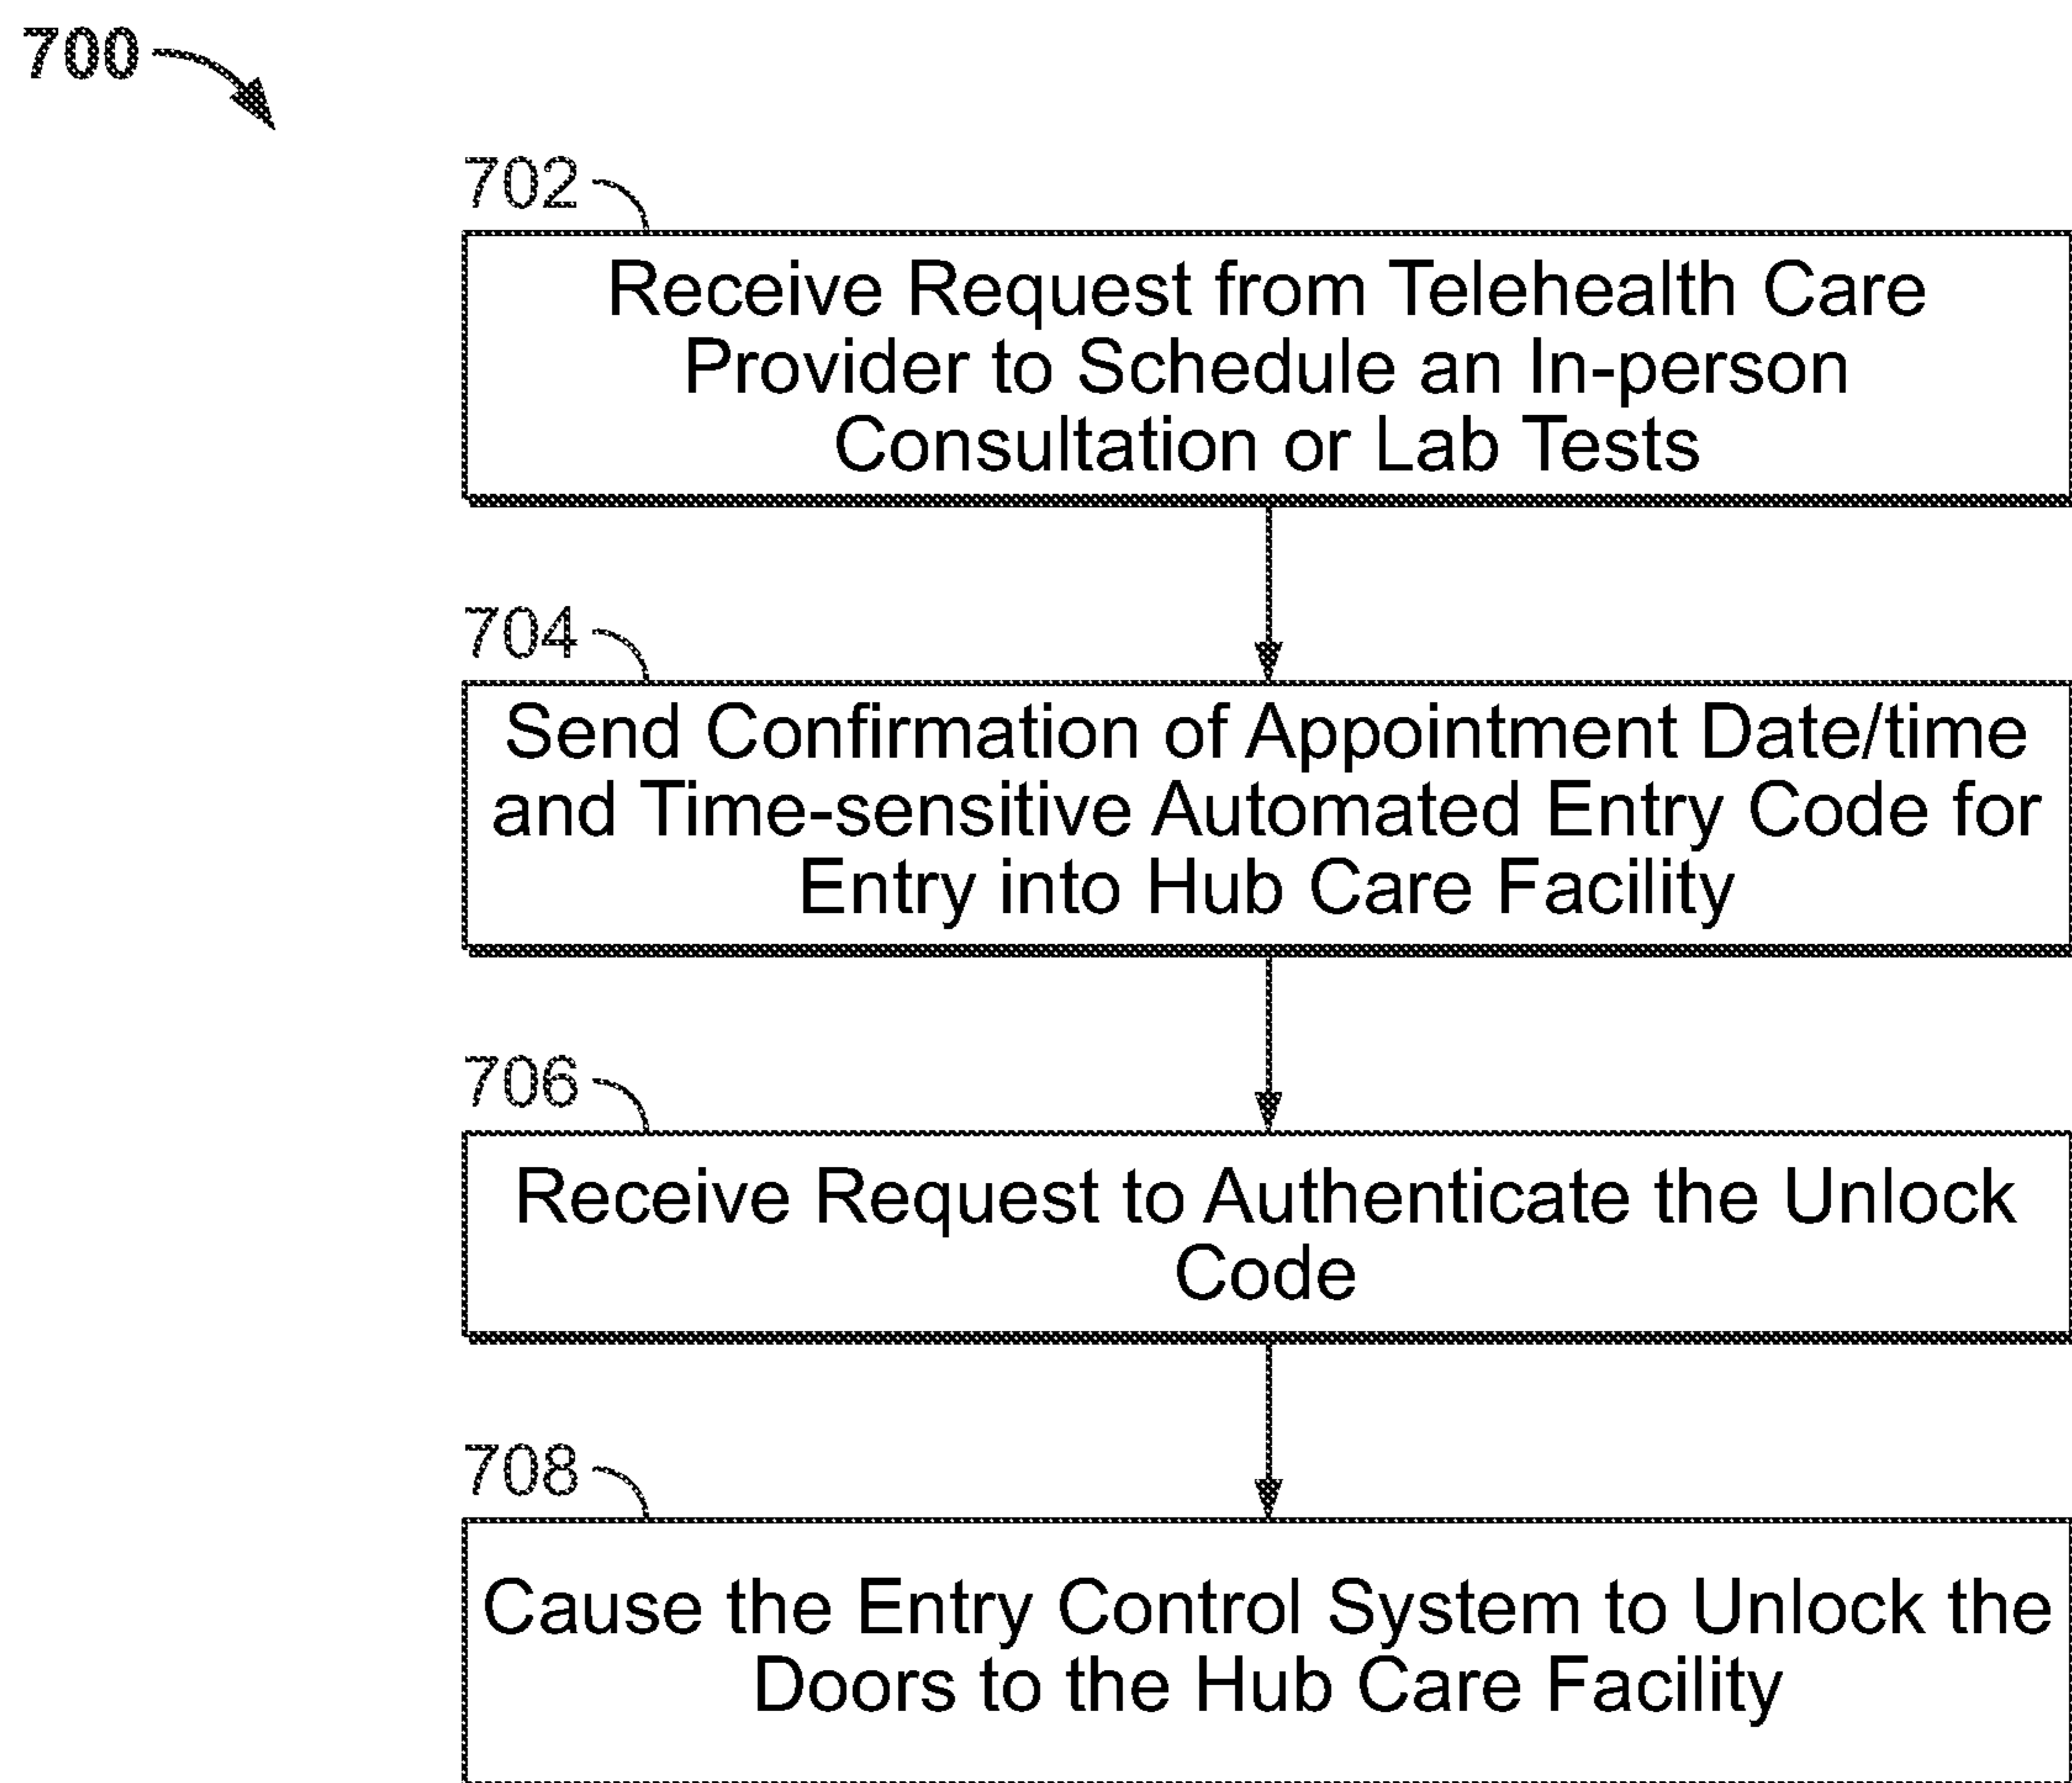 700
702
Receive Request from Telehealth Care
Provider to Schedule an In-person
Consultation or Lab Tests
704
Send Confirmation of Appointment Date/time
and Time-sensitive Automated Entry Code for
Entry into Hub Care Facility
706
Receive Request to Authenticate the Unlock
Code
708
Cause the Entry Control System to Unlock the
Doors to the Hub Care Facility